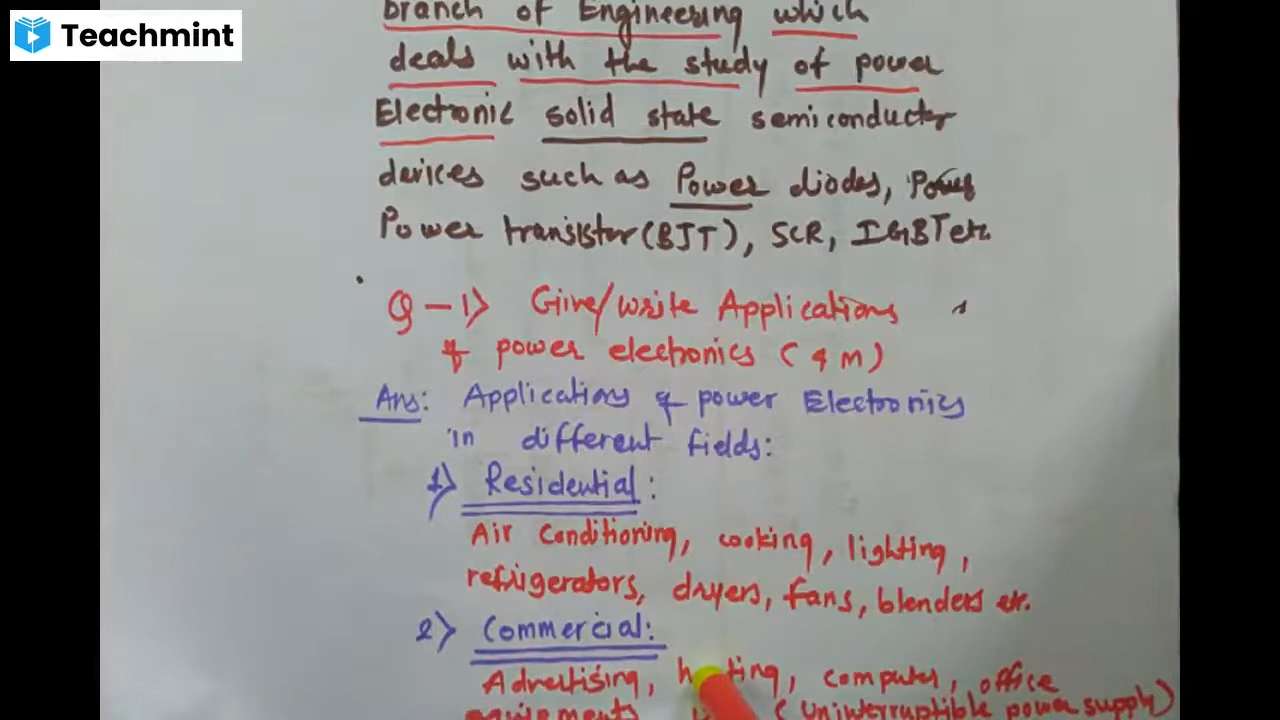 Teachmint
branch of Engineering which
deals with the study of power
Electronic solid state semiconductor
devices such as Power diodes,
Power transistor (BJT), SCR, IGBT etc.
Q-1> Give/write Applications
of power electronics (4 M)
Ans: Applications of power Electronics
in different fields:
1) Residential:
Air Conditioning, cooking, lighting,
refrigerators, dryers, fans, blenders etc.
2) Commercial:
Advertising, computer, office
(Uninterruptible power supply)